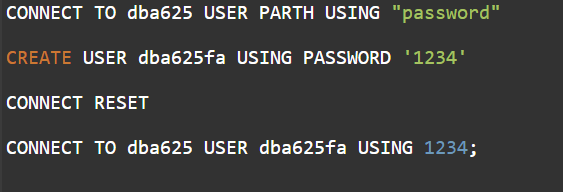 CONNECT TO dba625 USER PARTH USING "password"
CREATE USER dba625fa USING PASSWORD '1234'
CONNECT RESET
CONNECT TO dba625 USER dba625fa USING 1234;